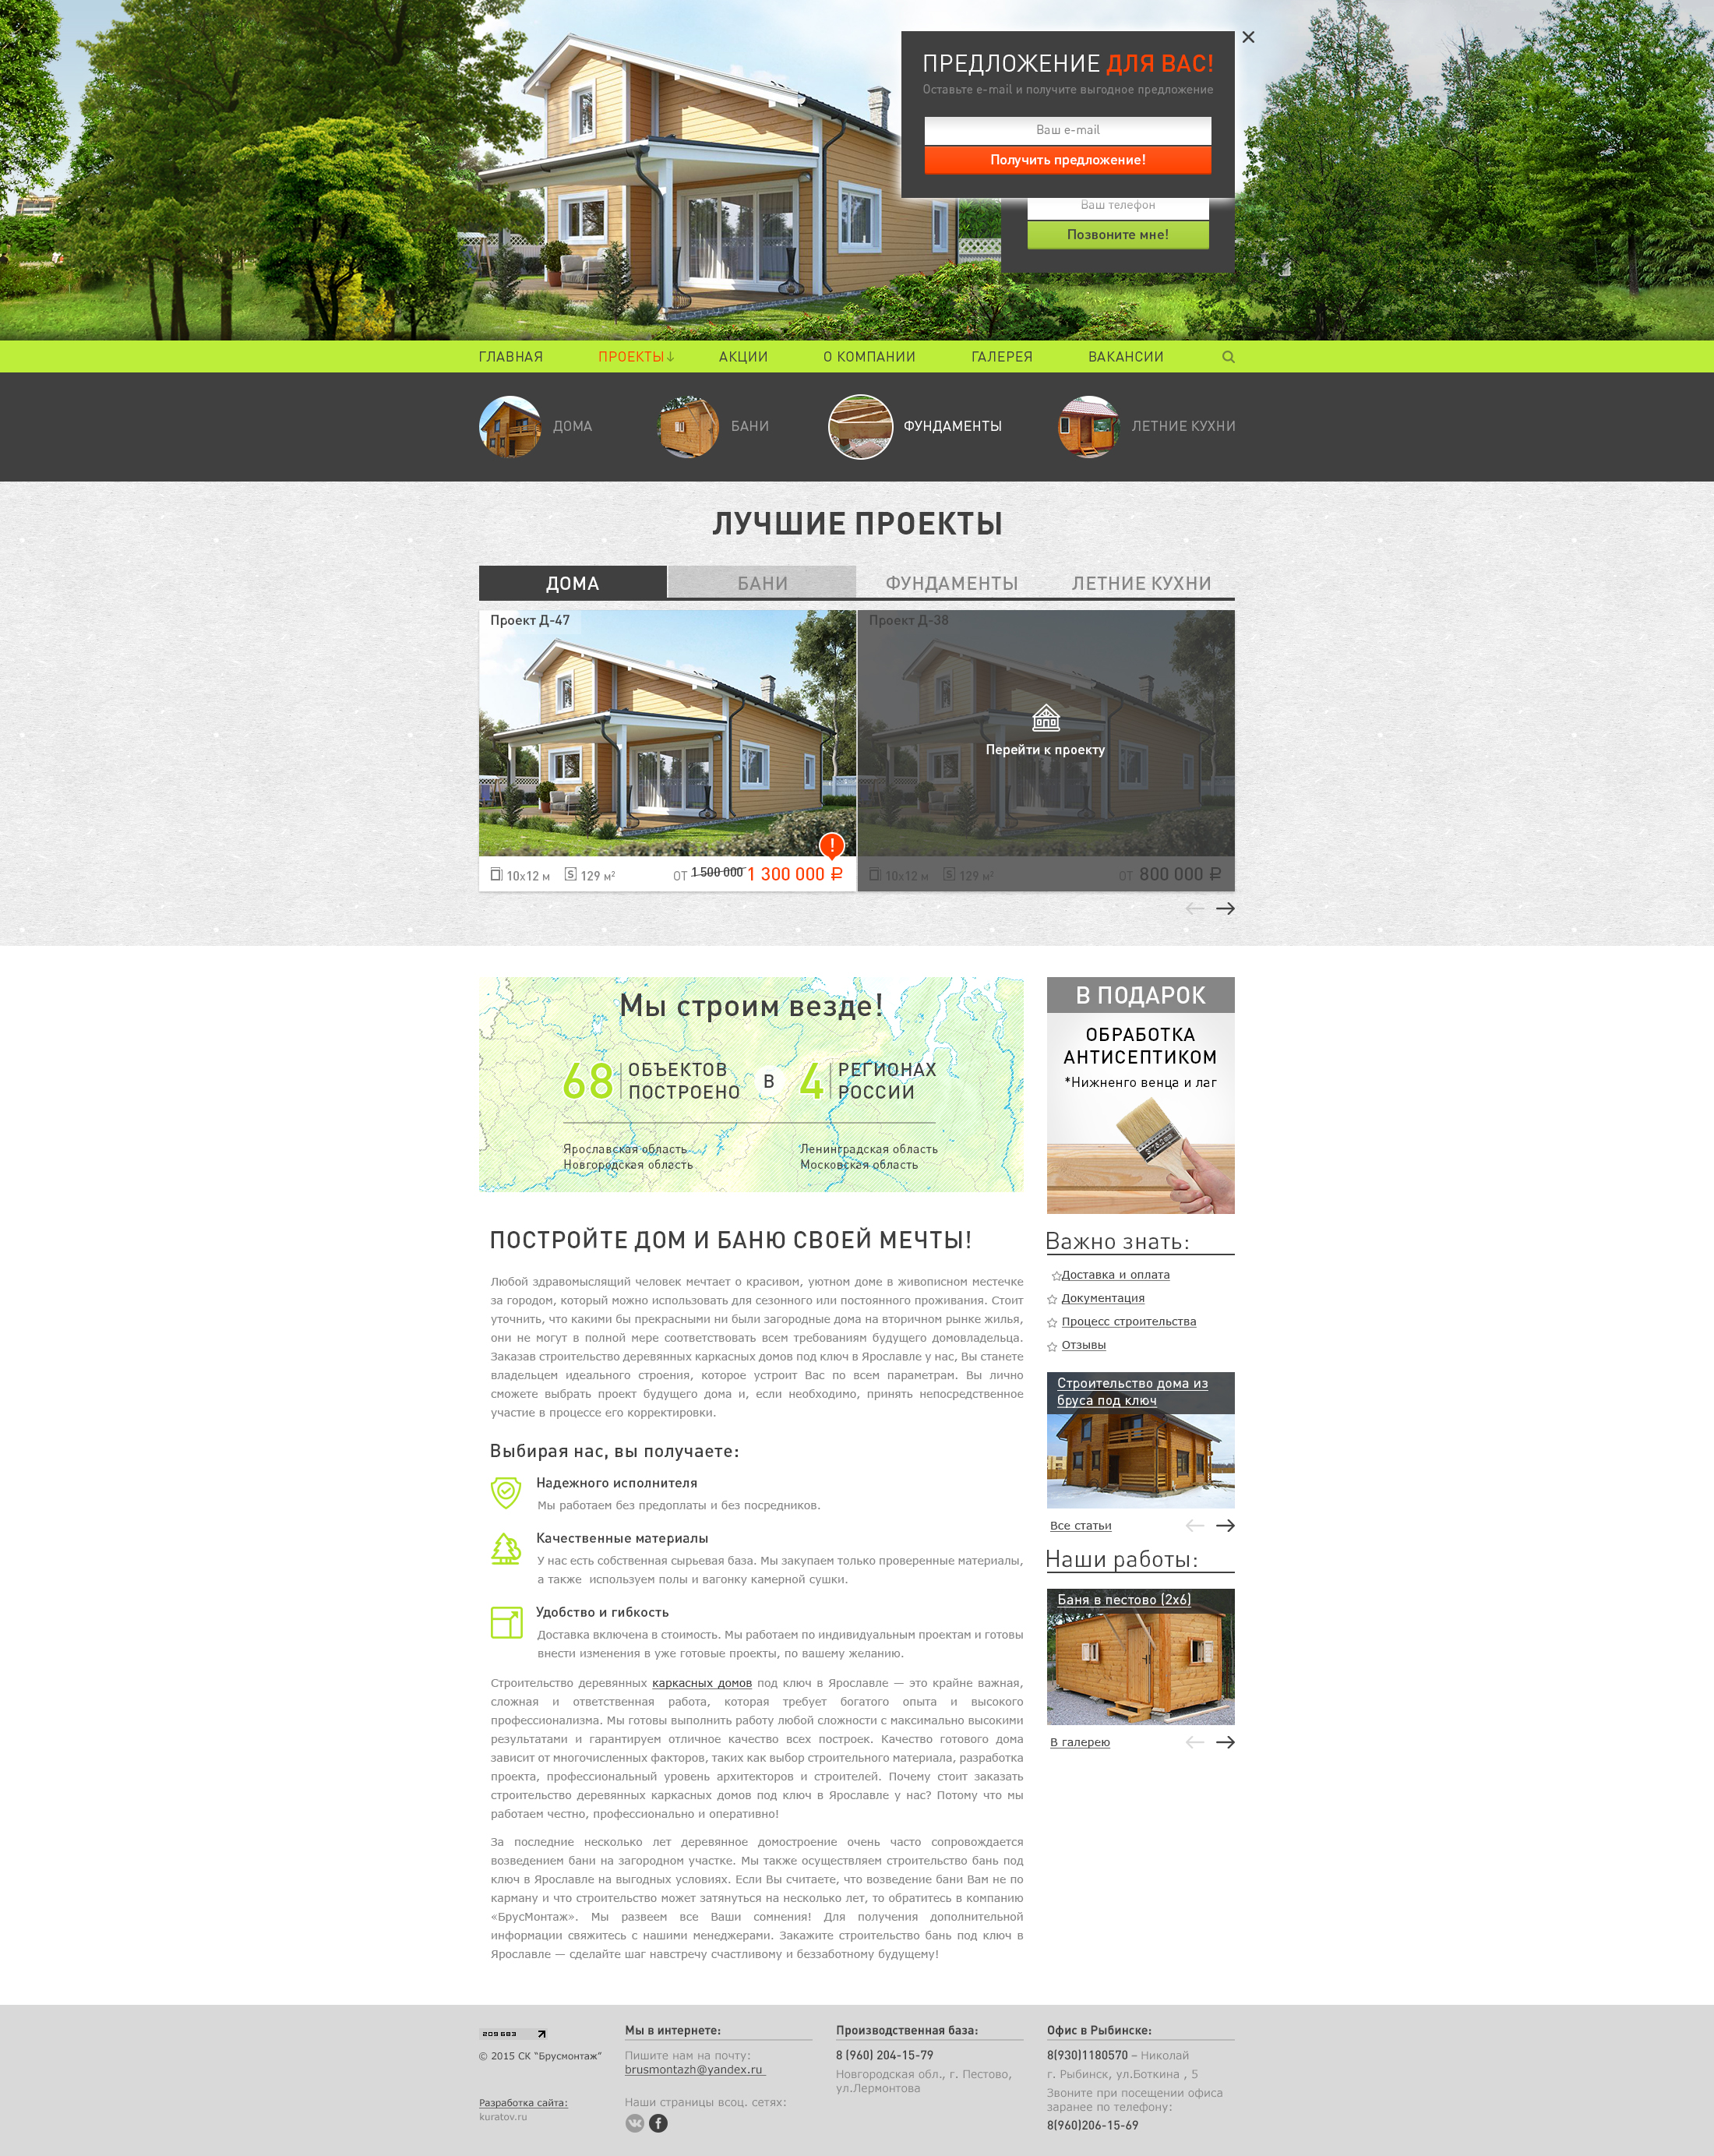 ПРЕДЛОЖЕНИЕ ДЛЯ ВАС!
Оставьте e-mail и получите выгодное предложение
Ваш e-mail
Получить предложение!
Ваш телефон
Позвоните мне!
ГЛАВНАЯ ПРОЕКТЫ↓ АКЦИИ О КОМПАНИИ ГАЛЕРЕЯ ВАКАНСИИ
ДОМА БАНИ ФУНДАМЕНТЫ ЛЕТНИЕ КУХНИ
ЛУЧШИЕ ПРОЕКТЫ
ДОМА БАНИ ФУНДАМЕНТЫ ЛЕТНИЕ КУХНИ
Проект Д-47
!
10х12 м S 129 м² ОТ 1 500 000 1 300 000 ₽
Проект Д-38
Перейти к проекту
10х12 м S 129 м² ОТ 800 000 ₽
Мы строим везде!
68 ОБЪЕКТОВ ПОСТРОЕНО В 4 РЕГИОНАХ РОССИИ
Ярославская область Ленинградская область
Новгородская область Московская область
ПОСТРОЙТЕ ДОМ И БАНЮ СВОЕЙ МЕЧТЫ!
Любой здравомыслящий человек мечтает о красивом, уютном доме в живописном местечке
за городом, который можно использовать для сезонного или постоянного проживания. Стоит
уточнить, что какими бы прекрасными ни были загородные дома на вторичном рынке жилья,
они не могут в полной мере соответствовать всем требованиям будущего домовладельца.
Заказав строительство деревянных каркасных домов под ключ в Ярославле у нас, Вы станете
владельцем идеального строения, которое устроит Вас по всем параметрам. Вы лично
сможете выбрать проект будущего дома и, если необходимо, принять непосредственное
участие в процессе его корректировки.
Выбирая нас, вы получаете:
Надежного исполнителя
Мы работаем без предоплаты и без посредников.
Качественные материалы
У нас есть собственная сырьевая база. Мы закупаем только проверенные материалы,
а также используем полы и вагонку камерной сушки.
Удобство и гибкость
Доставка включена в стоимость. Мы работаем по индивидуальным проектам и готовы
внести изменения в уже готовые проекты, по вашему желанию.
Строительство деревянных каркасных домов под ключ в Ярославле — это крайне важная,
сложная и ответственная работа, которая требует богатого опыта и высокого
профессионализма. Мы готовы выполнить работу любой сложности с максимально высокими
результатами и гарантируем отличное качество всех построек. Качество готового дома
зависит от многочисленных факторов, таких как выбор строительного материала, разработка
проекта, профессиональный уровень архитекторов и строителей. Почему стоит заказать
строительство деревянных каркасных домов под ключ в Ярославле у нас? Потому что мы
работаем честно, профессионально и оперативно!
За последние несколько лет деревянное домостроение очень часто сопровождается
возведением бани на загородном участке. Мы также осуществляем строительство бань под
ключ в Ярославле на выгодных условиях. Если Вы считаете, что возведение бани Вам не по
карману и что строительство может затянуться на несколько лет, то обратитесь в компанию
«БрусМонтаж». Мы развеем все Ваши сомнения! Для получения дополнительной
информации свяжитесь с нашими менеджерами. Закажите строительство бань под ключ в
Ярославле — сделайте шаг навстречу счастливому и беззаботному будущему!
В ПОДАРОК
ОБРАБОТКА
АНТИСЕПТИКОМ
*Нижненго венца и лаг
Важно знать:
Доставка и оплата
Документация
Процесс строительства
Отзывы
Строительство дома из
бруса под ключ
Все статьи
Наши работы:
Баня в пестово (2х6)
В галерею
209 683
© 2015 СК "Брусмонтаж"
Разработка сайта:
kuratov.ru
Мы в интернете:
Пишите нам на почту:
brusmontazh@yandex.ru
Наши страницы всоц. сетях:
Производственная база:
8 (960) 204-15-79
Новгородская обл., г. Пестово,
ул.Лермонтова
Офис в Рыбинске:
8(930)1180570 – Николай
г. Рыбинск, ул.Боткина , 5
Звоните при посещении офиса
заранее по телефону:
8(960)206-15-69